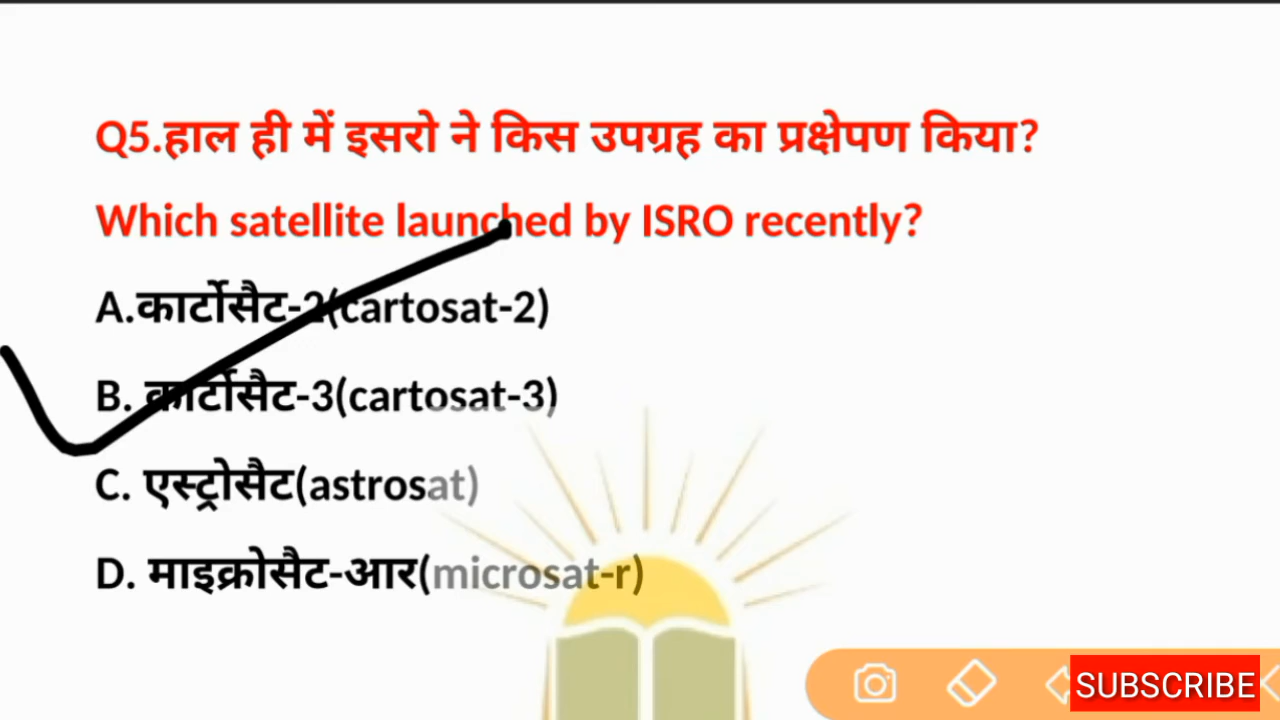 Q5.हाल ही में इसरो ने किस उपग्रह का प्रक्षेपण किया?
Which satellite launched by ISRO recently?
A.कार्टोसैट-2(cartosat-2)
B. कार्टोसैट-3(cartosat-3)
C. एस्ट्रोसैट(astrosat)
D. माइक्रोसैट-आर(microsat-r)
SUBSCRIBE